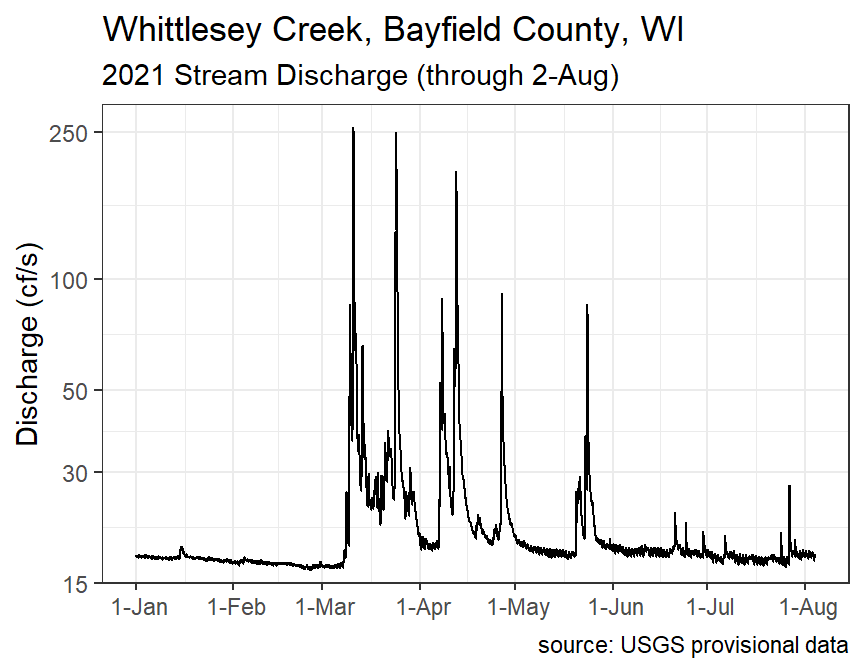 Whittlesey Creek, Bayfield County, WI
2021 Stream Discharge (through 2-Aug)
Discharge (cf/s)
250
100
50
30
15
1-Jan 1-Feb 1-Mar 1-Apr 1-May 1-Jun 1-Jul 1-Aug
source: USGS provisional data